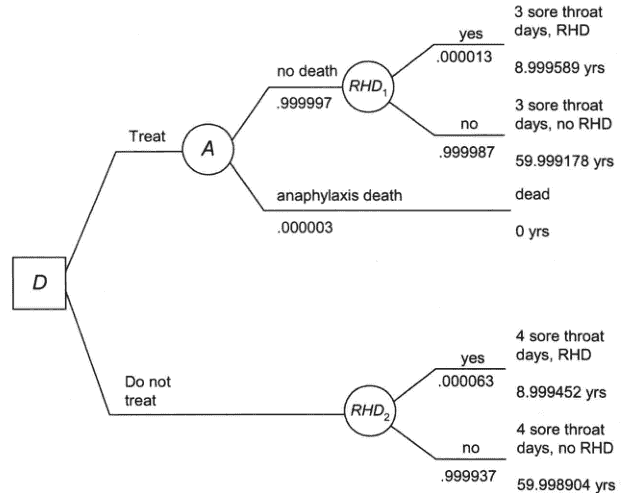 3 sore throat
days, RHD
yes
.000013
8.999589 yrs
no death
RHD1
.999997
3 sore throat
days, no RHD
no
.999987
59.999178 yrs
Treat
A
anaphylaxis death
dead
.000003
0 yrs
D
4 sore throat
days, RHD
yes
.000063
8.999452 yrs
Do not
treat
RHD2
4 sore throat
days, no RHD
no
.999937
59.998904 yrs